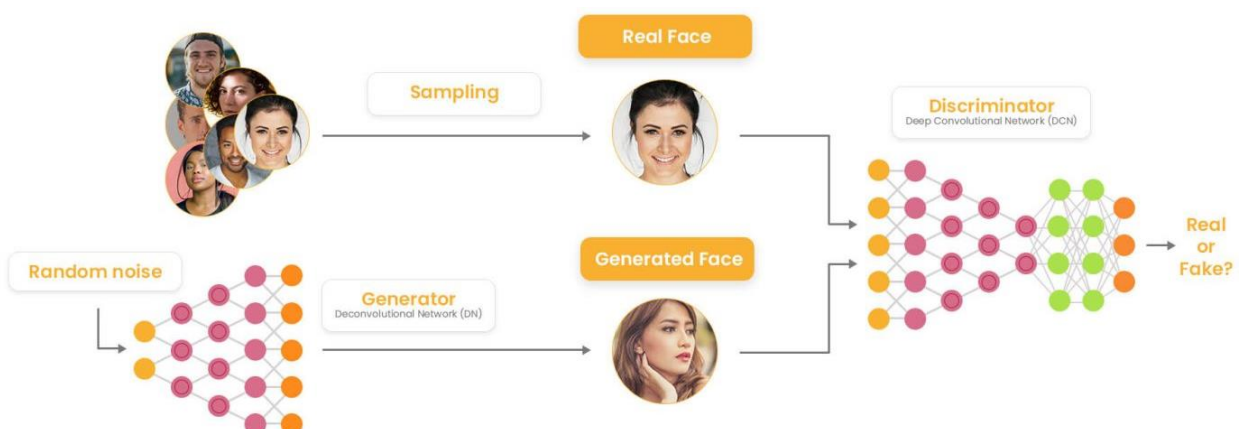 Real Face
Sampling
Discriminator
Deep Convolutional Network (DCN)
Random noise
Generator
Deconvolutional Network (DN)
Generated Face
Real
or
Fake?